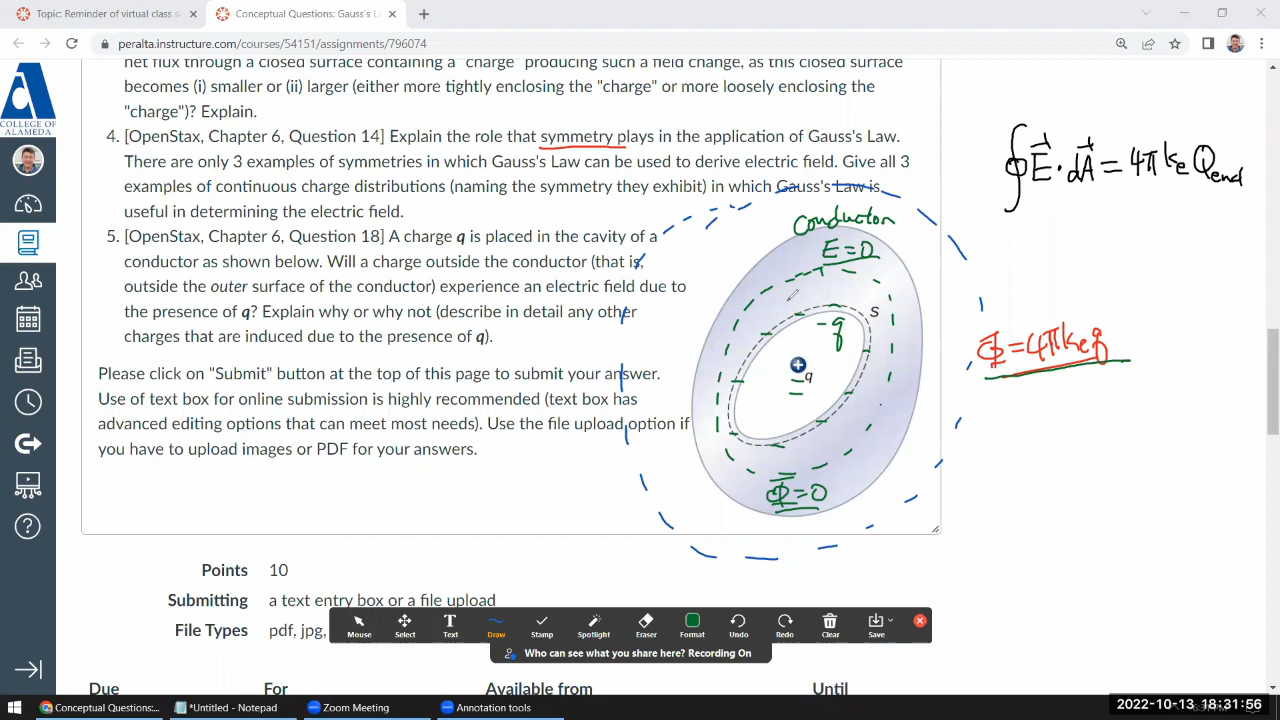 Topic: Reminder of virtual class s
Conceptual Questions: Gauss's L
peralta.instructure.com/courses/54151/assignments/796074
COLLEGE OF
ALAMEDA
net flux through a closed surface containing a "charge" producing such a field change, as this closed surface
becomes (i) smaller or (ii) larger (either more tightly enclosing the "charge" or more loosely enclosing the
"charge")? Explain.
4. [OpenStax, Chapter 6, Question 14] Explain the role that symmetry plays in the application of Gauss's Law.
There are only 3 examples of symmetries in which Gauss's Law can be used to derive electric field. Give all 3
examples of continuous charge distributions (naming the symmetry they exhibit) in which Gauss's Law is
useful in determining the electric field.
5. [OpenStax, Chapter 6, Question 18] A charge q is placed in the cavity of a
conductor as shown below. Will a charge outside the conductor (that is,
outside the outer surface of the conductor) experience an electric field due to
the presence of q? Explain why or why not (describe in detail any other
charges that are induced due to the presence of q).
Please click on "Submit" button at the top of this page to submit your answer.
Use of text box for online submission is highly recommended (text box has
advanced editing options that can meet most needs). Use the file upload option if
you have to upload images or PDF for your answers.
conductor
E=0
S
-q
+
q
Φ=0
∮E⃗·dA⃗=4πkeQend
Φ=4πkeq
Points 10
Submitting a text entry box or a file upload
File Types pdf, jpg,
Mouse Select Text Draw Stamp Spotlight Eraser Format Undo Redo Clear Save
Who can see what you share here? Recording On
Due For Available from Until
Conceptual Questions:... *Untitled - Notepad Zoom Meeting Annotation tools
2022-10-13 18:31:56